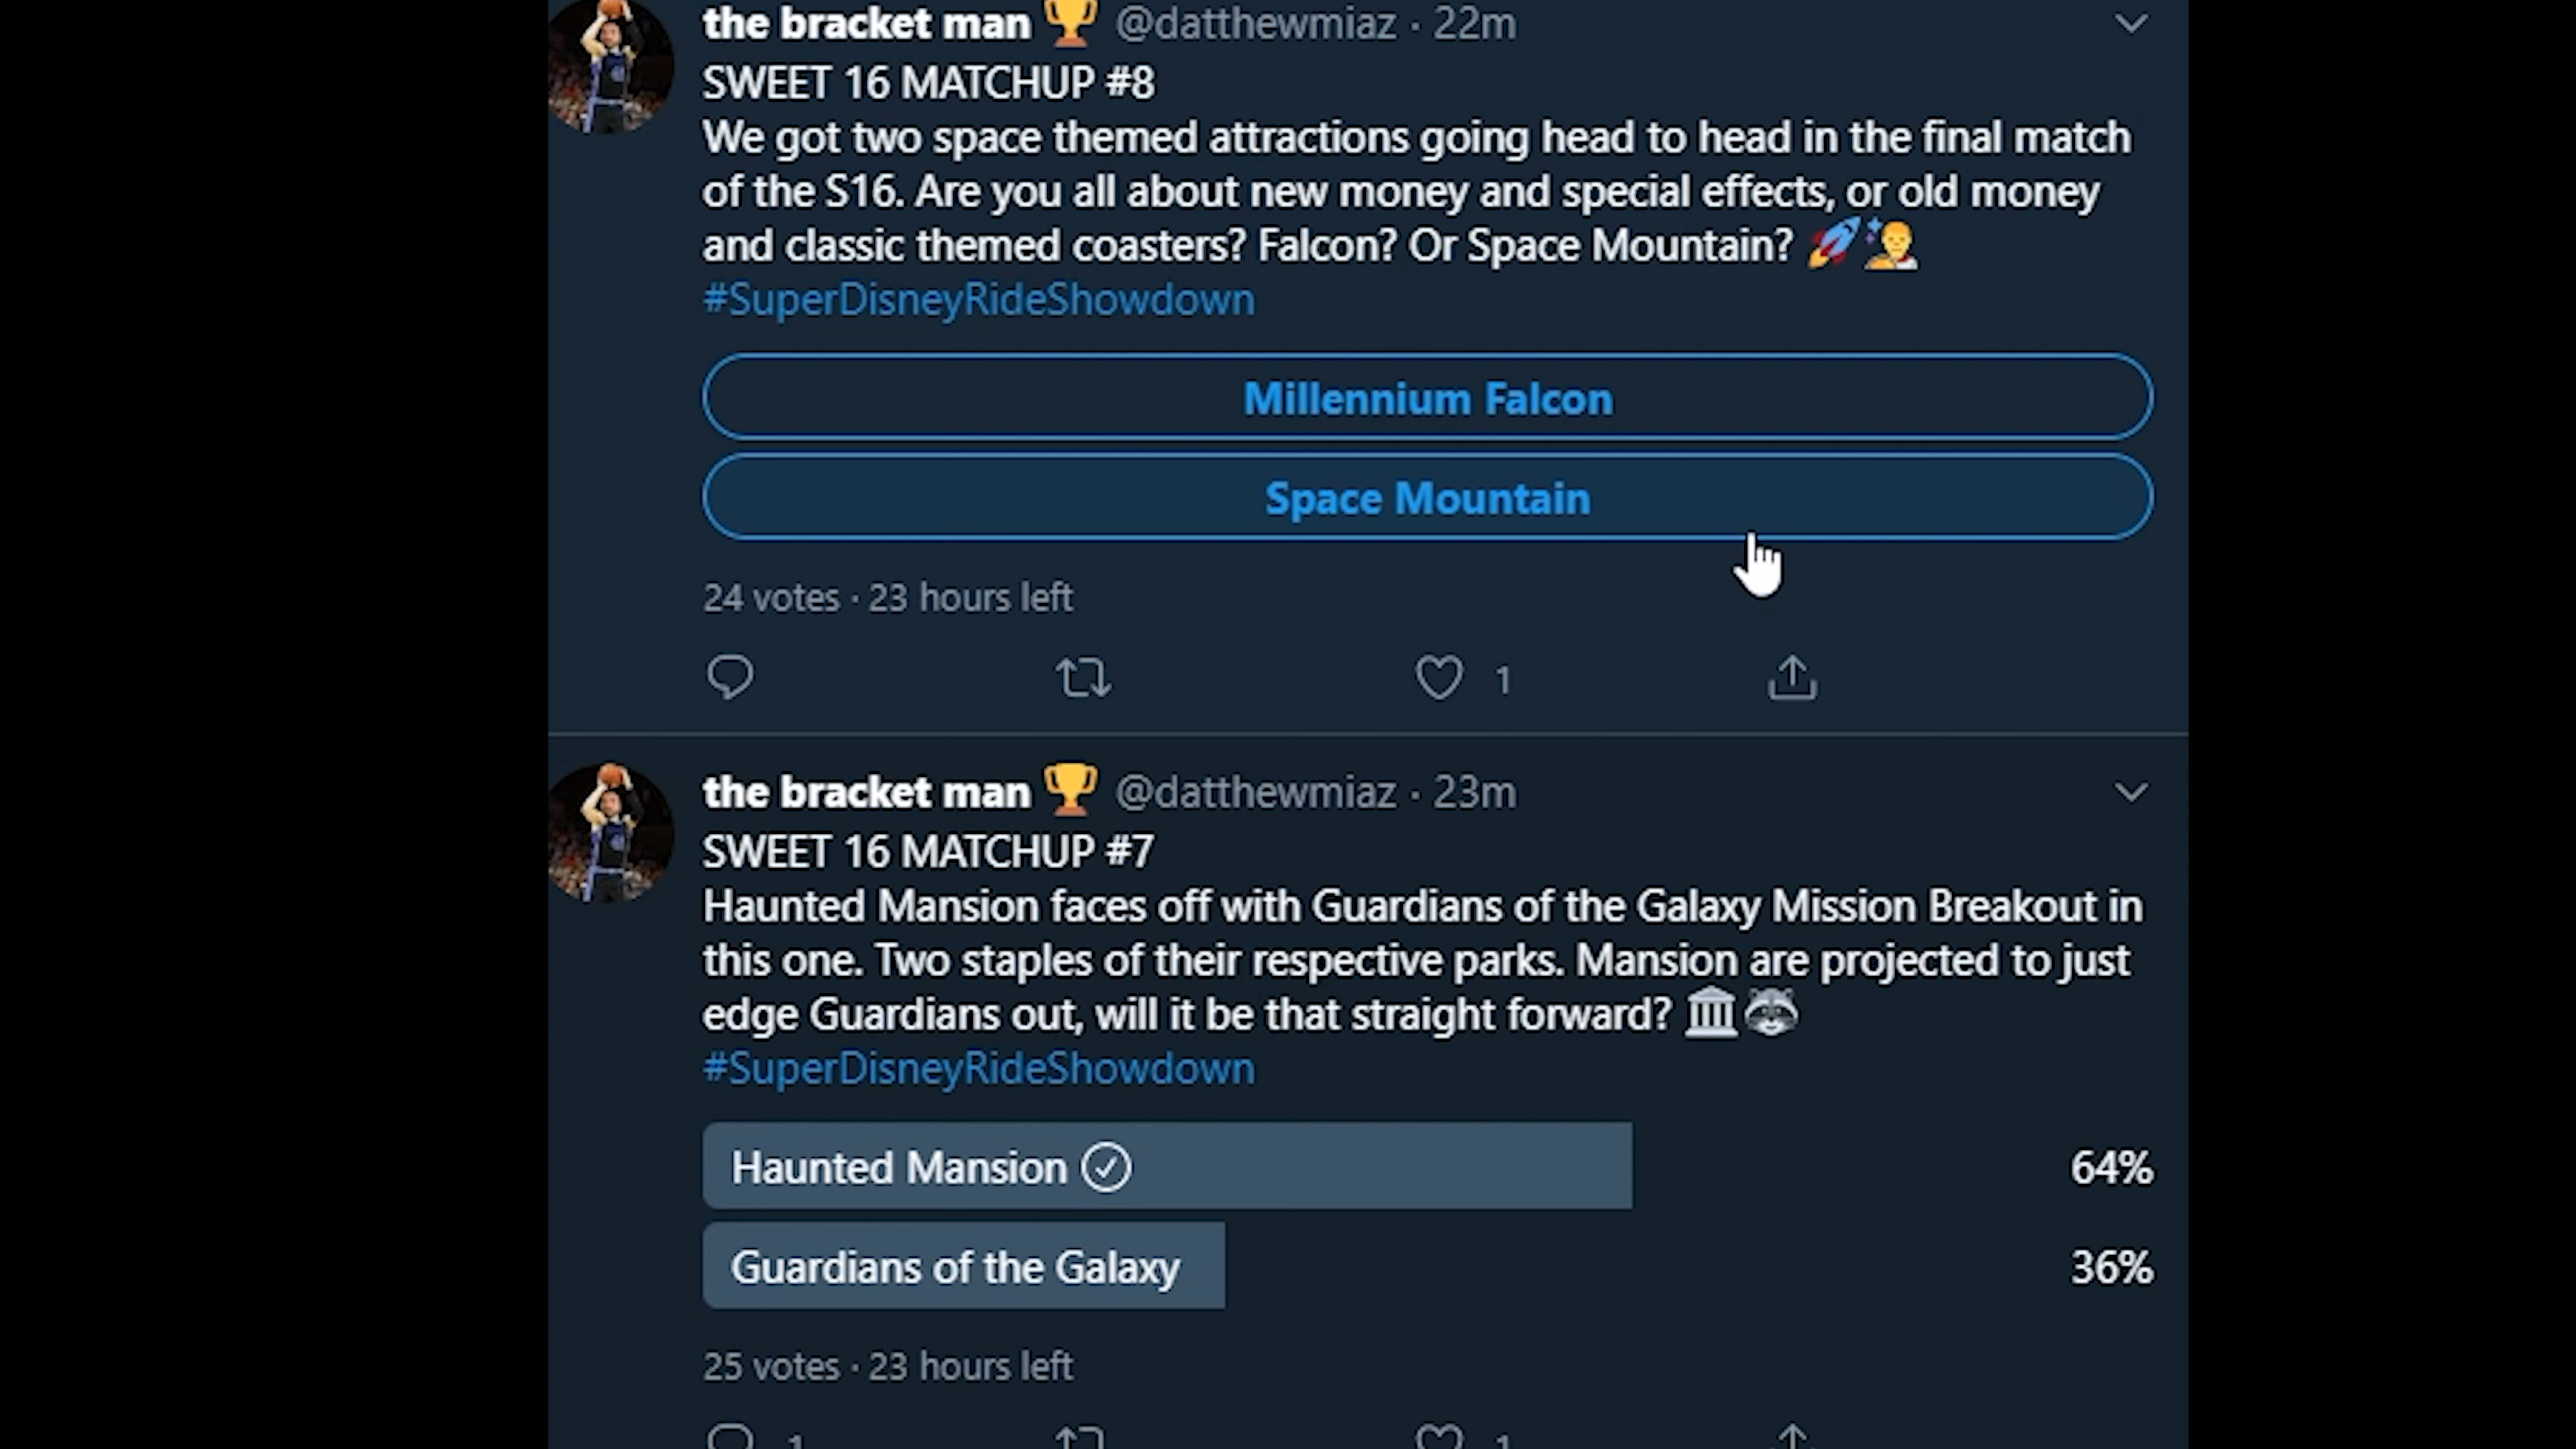 the bracket man 🏆 @datthewmiaz · 22m
SWEET 16 MATCHUP #8
We got two space themed attractions going head to head in the final match
of the S16. Are you all about new money and special effects, or old money
and classic themed coasters? Falcon? Or Space Mountain? 🚀
#SuperDisneyRideShowdown
Millennium Falcon
Space Mountain
24 votes · 23 hours left
1
the bracket man 🏆 @datthewmiaz · 23m
SWEET 16 MATCHUP #7
Haunted Mansion faces off with Guardians of the Galaxy Mission Breakout in
this one. Two staples of their respective parks. Mansion are projected to just
edge Guardians out, will it be that straight forward? 🏛️🦝
#SuperDisneyRideShowdown
Haunted Mansion 64%
Guardians of the Galaxy 36%
25 votes · 23 hours left
1 1